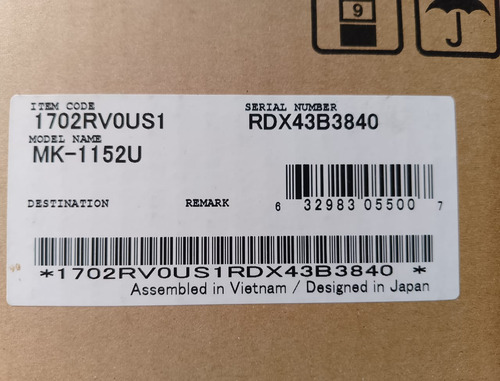 9
ITEM CODE SERIAL NUMBER
1702RV0US1 RDX43B3840
MODEL NAME
MK-1152U
DESTINATION REMARK
6 32983 05500 7
*1702RV0US1RDX43B3840 *
Assembled in Vietnam / Designed in Japan